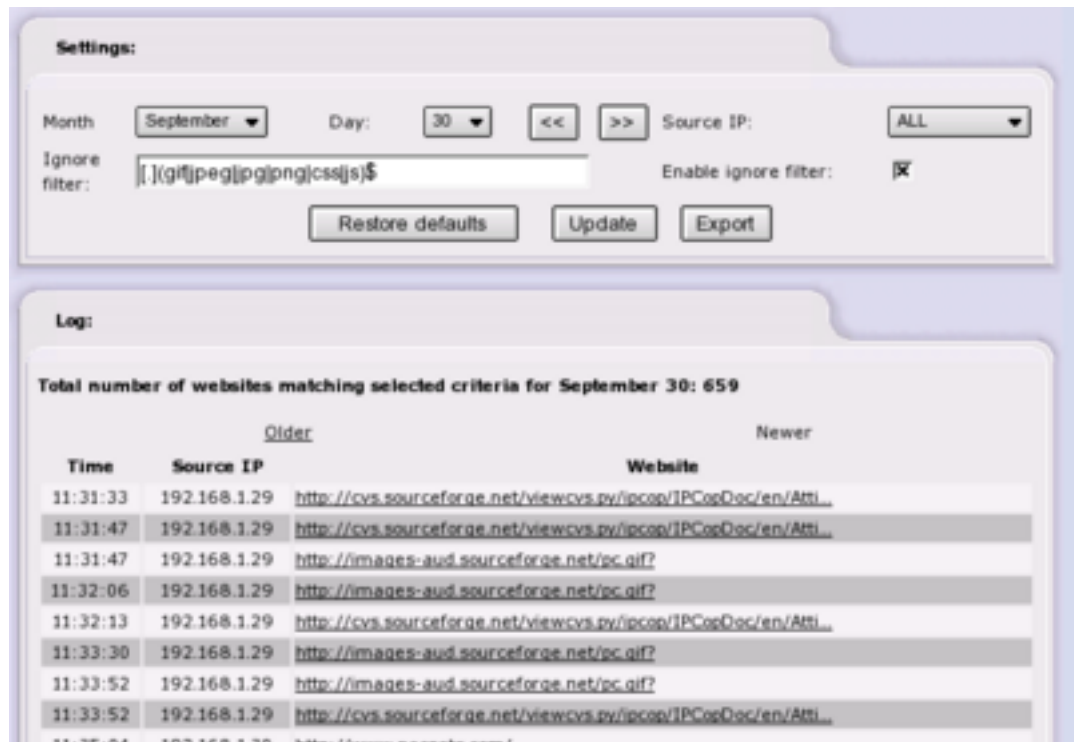 Settings:
Month September Day: 30 << >> Source IP: ALL
Ignore filter: [.](gif|jpeg|jpg|png|css|js)$ Enable ignore filter:
Restore defaults Update Export
Log:
Total number of websites matching selected criteria for September 30: 659
Older Newer
Time Source IP Website
11:31:33 192.168.1.29 http://cvs.sourceforge.net/viewcvs.py/ipcop/IPCopDoc/en/Atti...
11:31:47 192.168.1.29 http://cvs.sourceforge.net/viewcvs.py/ipcop/IPCopDoc/en/Atti...
11:31:47 192.168.1.29 http://images-aud.sourceforge.net/pc.gif?
11:32:06 192.168.1.29 http://images-aud.sourceforge.net/pc.gif?
11:32:13 192.168.1.29 http://cvs.sourceforge.net/viewcvs.py/ipcop/IPCopDoc/en/Atti...
11:33:30 192.168.1.29 http://images-aud.sourceforge.net/pc.gif?
11:33:52 192.168.1.29 http://images-aud.sourceforge.net/pc.gif?
11:33:52 192.168.1.29 http://cvs.sourceforge.net/viewcvs.py/ipcop/IPCopDoc/en/Atti...